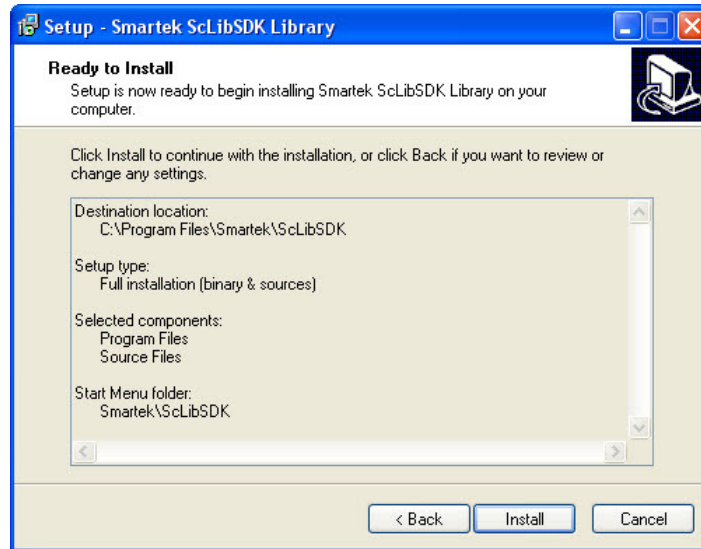 Setup - Smartek ScLibSDK Library
Ready to Install
Setup is now ready to begin installing Smartek ScLibSDK Library on your
computer.
Click Install to continue with the installation, or click Back if you want to review or
change any settings.
Destination location:
C:\Program Files\Smartek\ScLibSDK
Setup type:
Full installation (binary & sources)
Selected components:
Program Files
Source Files
Start Menu folder:
Smartek\ScLibSDK
< Back Install Cancel